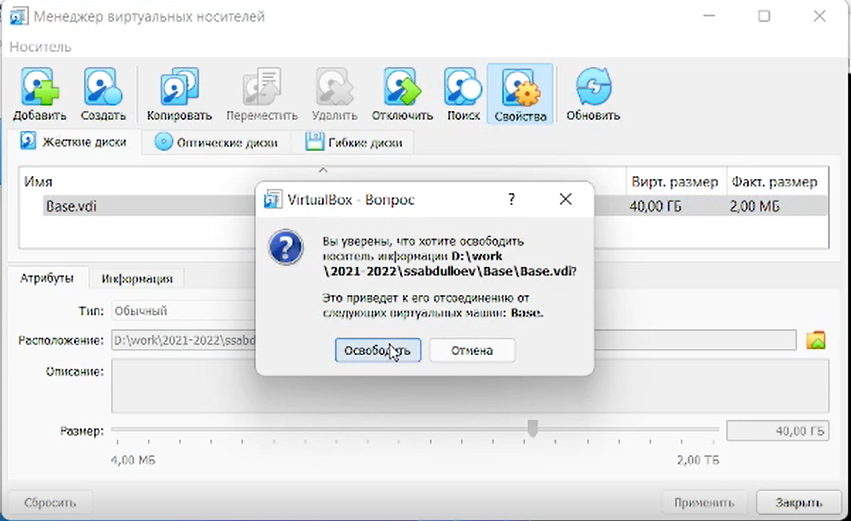 Менеджер виртуальных носителей
Носитель
Добавить Создать Копировать Переместить Удалить Отключить Поиск Свойства Обновить
Жёсткие диски Оптические диски Гибкие диски
Имя Вирт. размер Факт. размер
Base.vdi 40,00 ГБ 2,00 МБ
VirtualBox - Вопрос ?
Вы уверены, что хотите освободить
носитель информации D:\work
\2021-2022\ssabdulloev\Base\Base.vdi?
Это приведет к его отсоединению от
следующих виртуальных машин: Base.
Освободить Отмена
Атрибуты Информация
Тип: Обычный
Расположение: D:\work\2021-2022\ssabd
Описание:
Размер: 40,00 ГБ
4,00 МБ 2,00 ТБ
Сбросить Применить Закрыть